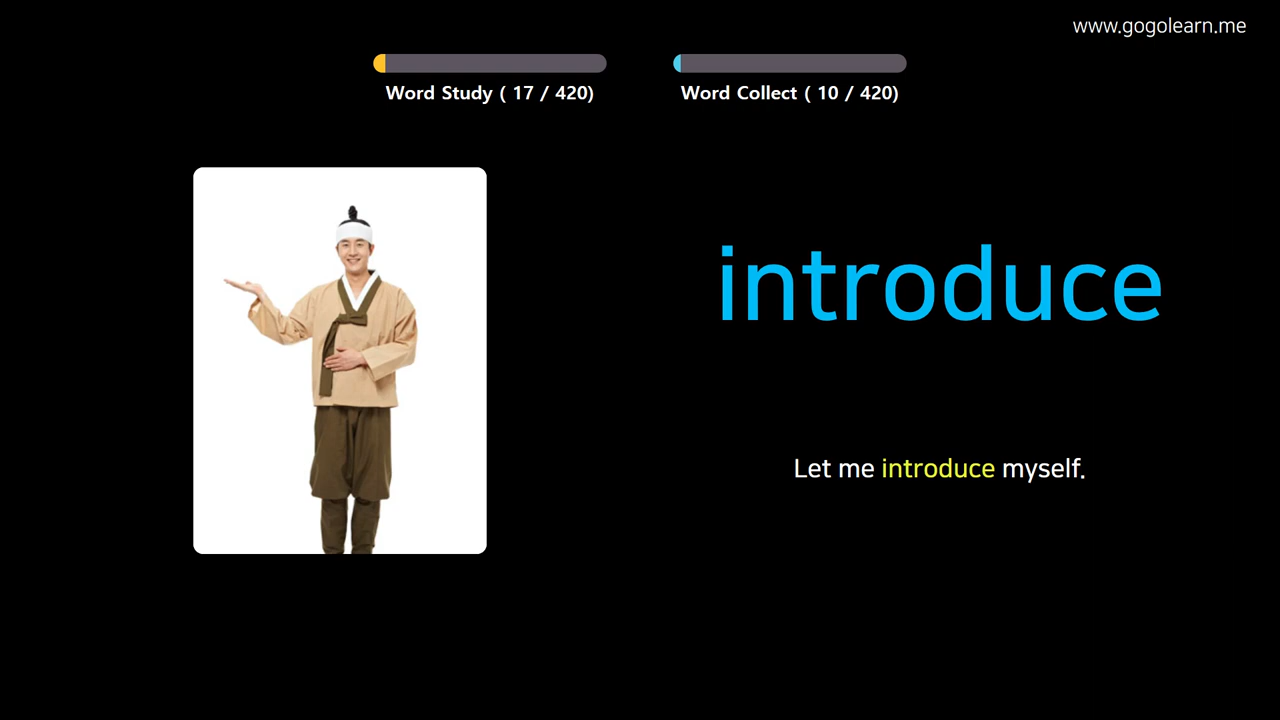 www.gogolearn.me
Word Study ( 17 / 420)
Word Collect ( 10 / 420)
introduce
Let me introduce myself.